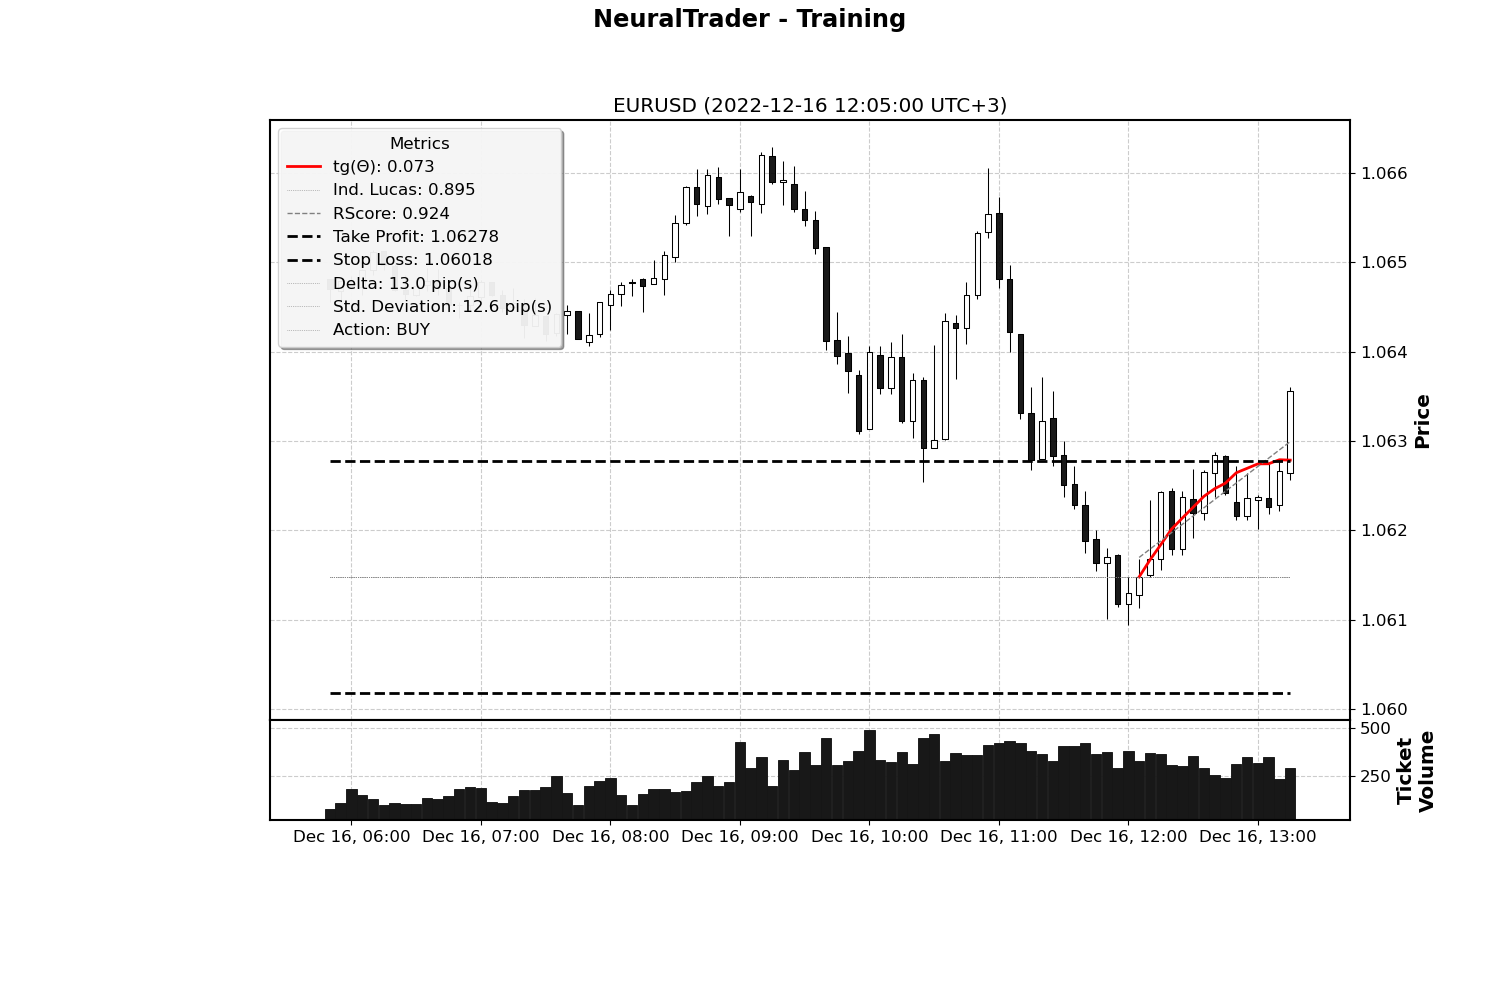 NeuralTrader - Training
EURUSD (2022-12-16 12:05:00 UTC+3)
Metrics
tg(Θ): 0.073
Ind. Lucas: 0.895
RScore: 0.924
Take Profit: 1.06278
Stop Loss: 1.06018
Delta: 13.0 pip(s)
Std. Deviation: 12.6 pip(s)
Action: BUY
1.066
1.065
1.064
1.063
1.062
1.061
1.060
Price
500
250
Ticket
Volume
Dec 16, 06:00 Dec 16, 07:00 Dec 16, 08:00 Dec 16, 09:00 Dec 16, 10:00 Dec 16, 11:00 Dec 16, 12:00 Dec 16, 13:00